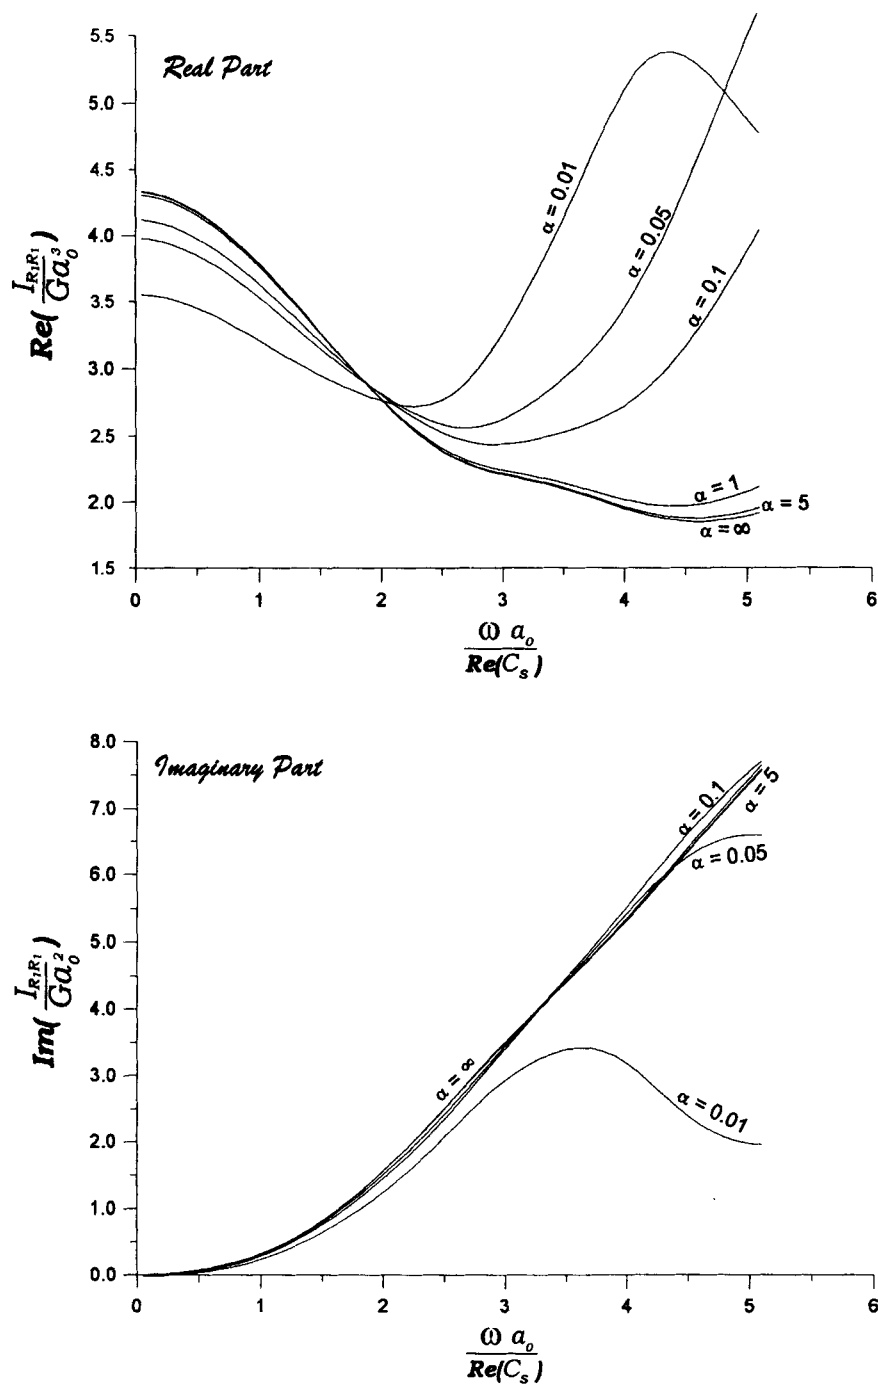 Real Part
5.5
5.0
4.5
4.0
3.5
3.0
2.5
2.0
1.5
Re( I_{R₁R₁} / Ga_o^3 )
α = 0.01
α = 0.05
α = 0.1
α = 1
α = 5
α = ∞
0 1 2 3 4 5 6
ω a_o
Re(C_s)
Imaginary Part
8.0
7.0
6.0
5.0
4.0
3.0
2.0
1.0
0.0
Im( I_{R₁R₁} / Ga_o^2 )
α = 0.1
α = 5
α = 0.05
α = ∞
α = 0.01
0 1 2 3 4 5 6
ω a_o
Re(C_s)